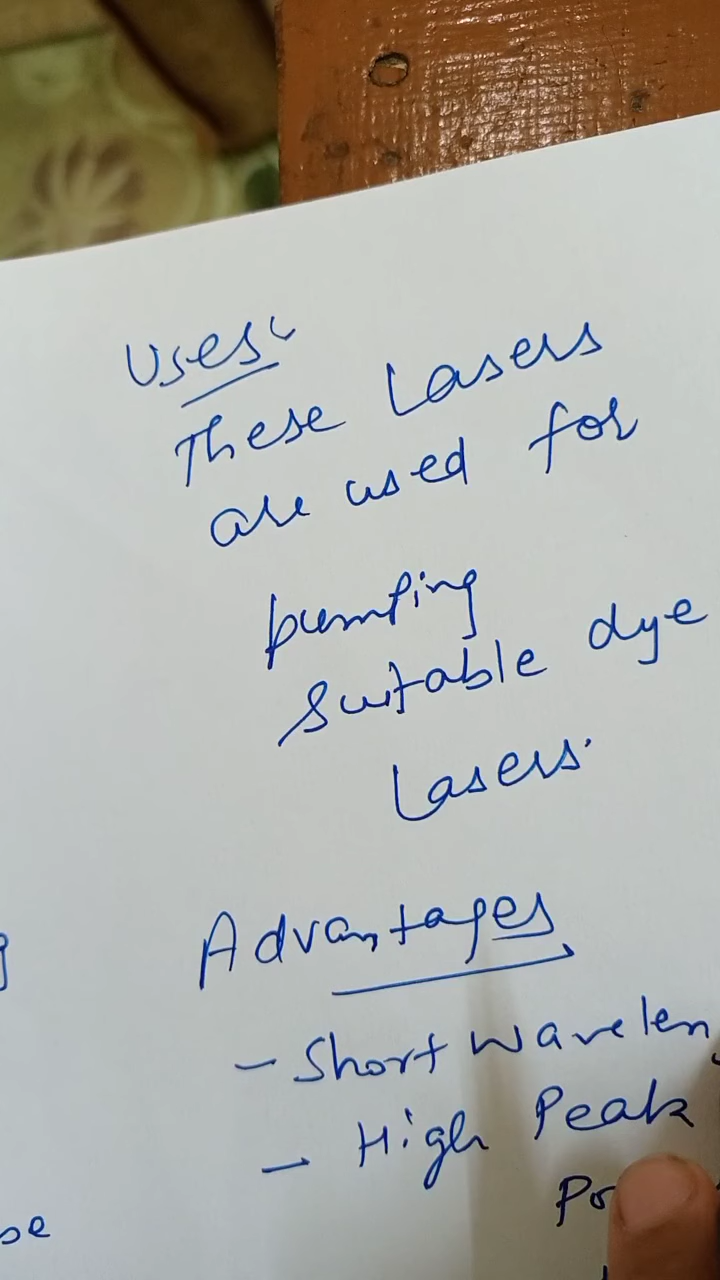 Uses:
These Lasers
are used for
pumping
suitable dye
Lasers.
Advantages
- Short Wavelen
- High Peak
Po